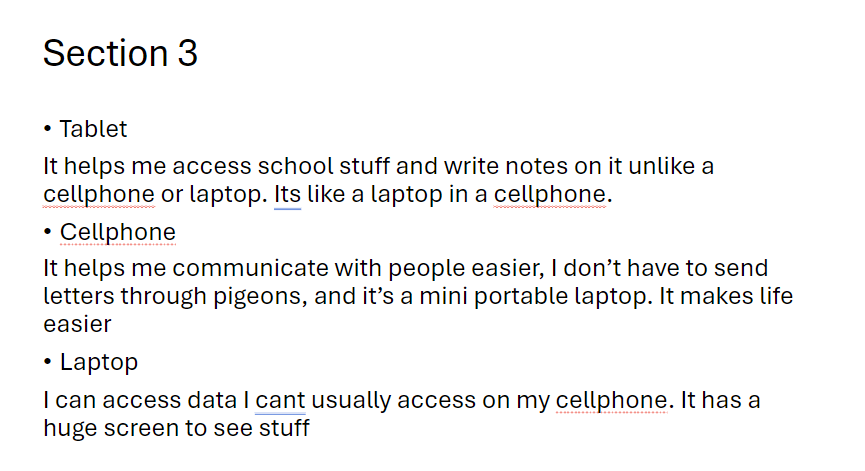 Section 3
• Tablet
It helps me access school stuff and write notes on it unlike a
cellphone or laptop. Its like a laptop in a cellphone.
• Cellphone
It helps me communicate with people easier, I don’t have to send
letters through pigeons, and it’s a mini portable laptop. It makes life
easier
• Laptop
I can access data I cant usually access on my cellphone. It has a
huge screen to see stuff